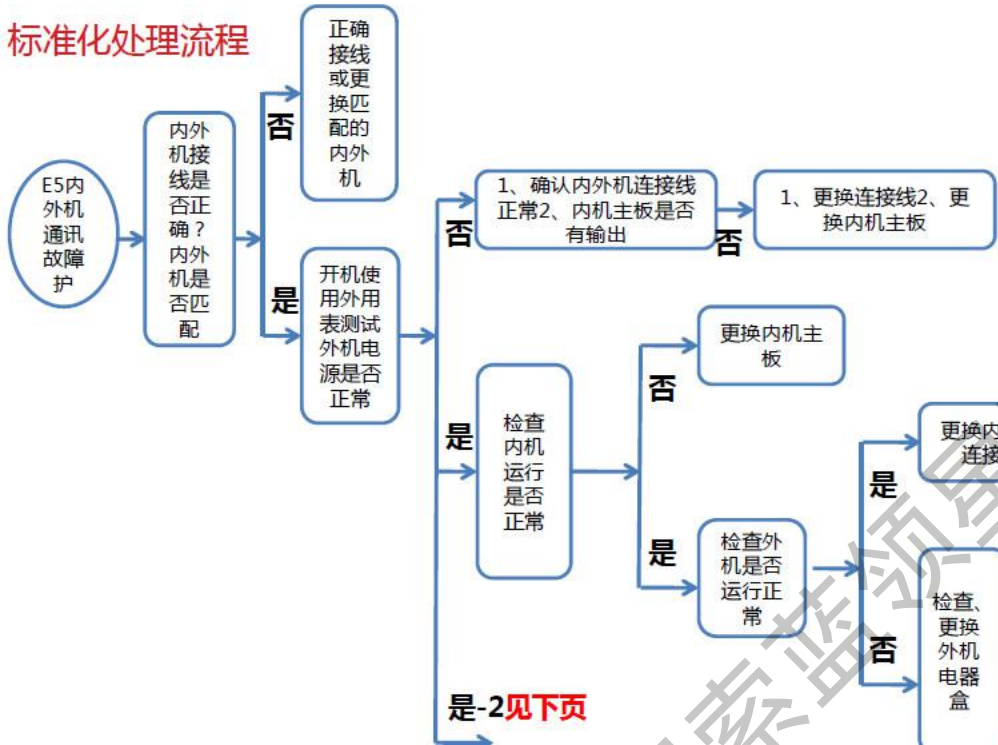 标准化处理流程
E5内
外机
通讯
故障
护
内外
机接
线是
否正
确？
内外
机是
否匹
配
否
正确
接线
或更
换匹
配的
内外
机
是
开机使
用外用
表测试
外机电
源是否
正常
否
1、确认内外机连接线
正常2、内机主板是否
有输出
否
1、更换连接线2、更
换内机主板
是
检查
内机
运行
是否
正常
否
更换内机主
板
是
检查外
机是否
运行正
常
是
更换内
连接
否
检查、
更换
外机
电器
盒
是-2见下页
索蓝领星